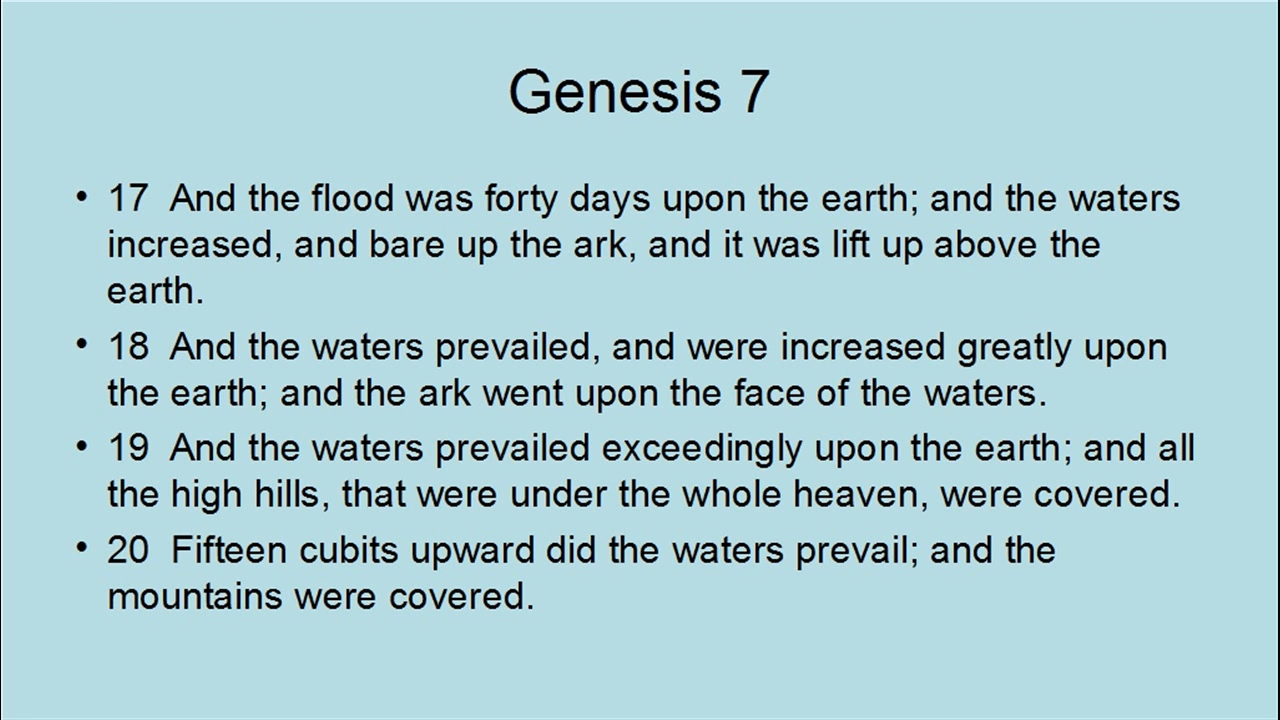 Genesis 7
• 17  And the flood was forty days upon the earth; and the waters
increased, and bare up the ark, and it was lift up above the
earth.
• 18  And the waters prevailed, and were increased greatly upon
the earth; and the ark went upon the face of the waters.
• 19  And the waters prevailed exceedingly upon the earth; and all
the high hills, that were under the whole heaven, were covered.
• 20  Fifteen cubits upward did the waters prevail; and the
mountains were covered.